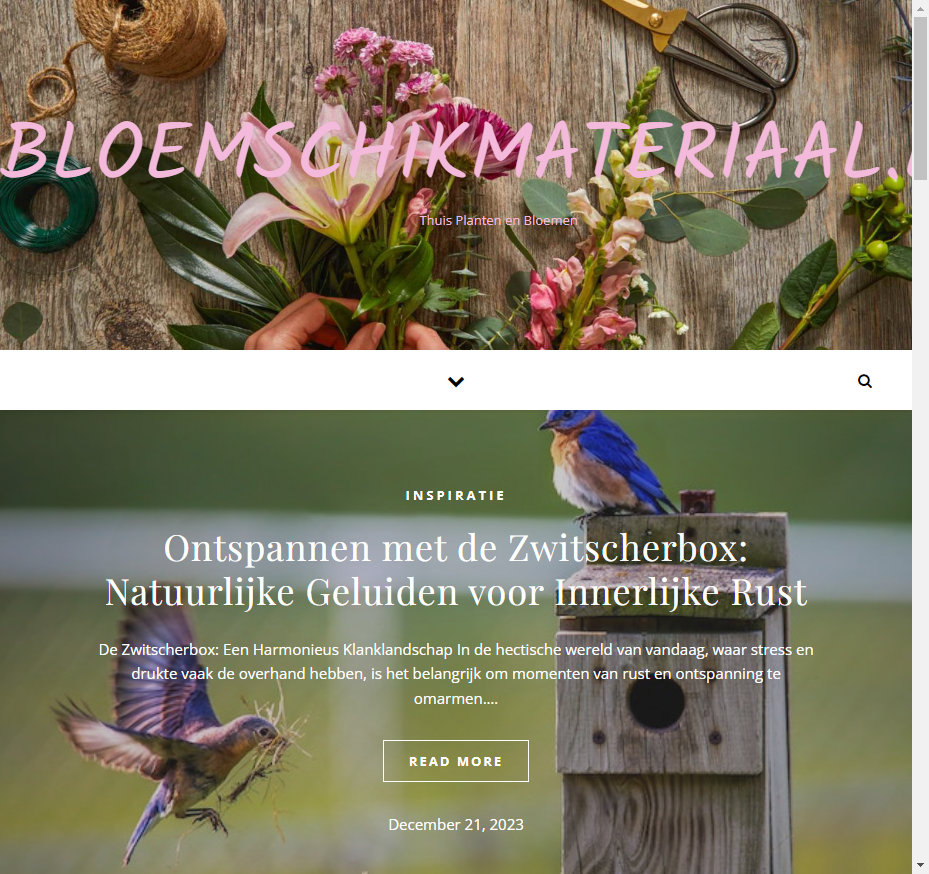 BLOEMSCHIKMATERIAAL.
Thuis Planten en Bloemen
INSPIRATIE
Ontspannen met de Zwitscherbox:
Natuurlijke Geluiden voor Innerlijke Rust
De Zwitscherbox: Een Harmonieus Klanklandschap In de hectische wereld van vandaag, waar stress en
drukte vaak de overhand hebben, is het belangrijk om momenten van rust en ontspanning te
omarmen....
READ MORE
December 21, 2023